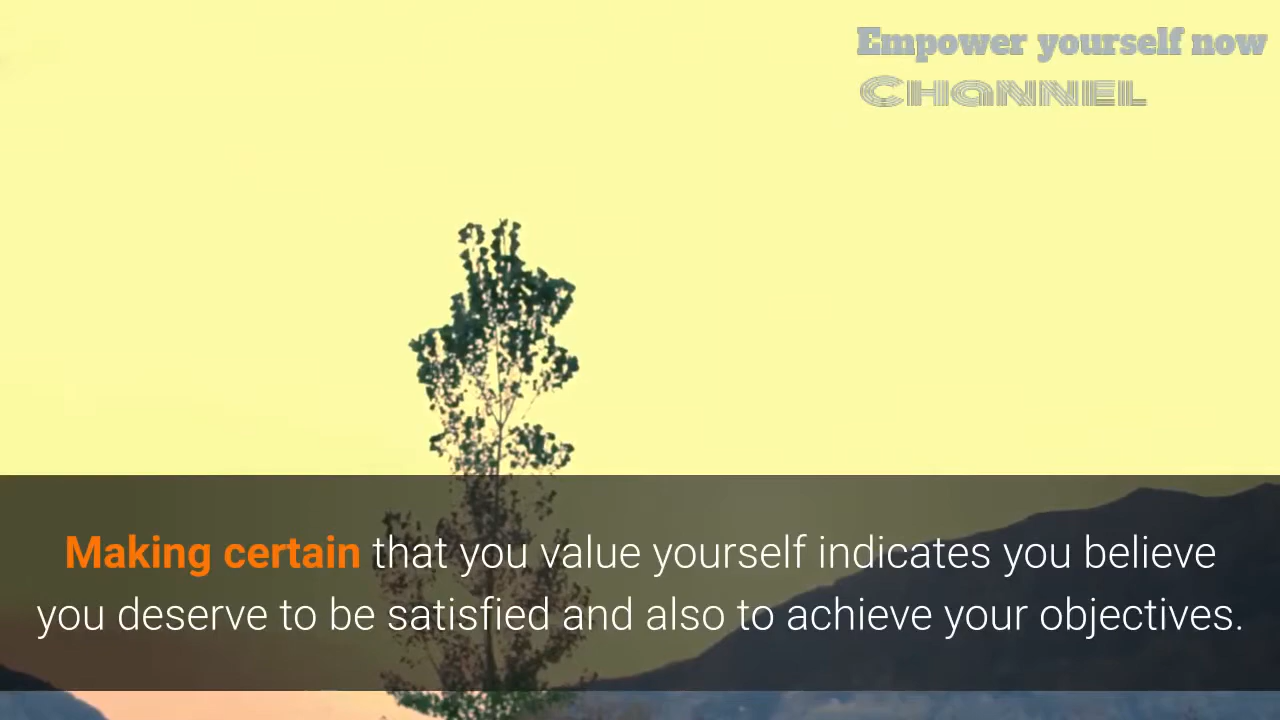 Empower yourself now
Channel
Making certain that you value yourself indicates you believe
you deserve to be satisfied and also to achieve your objectives.